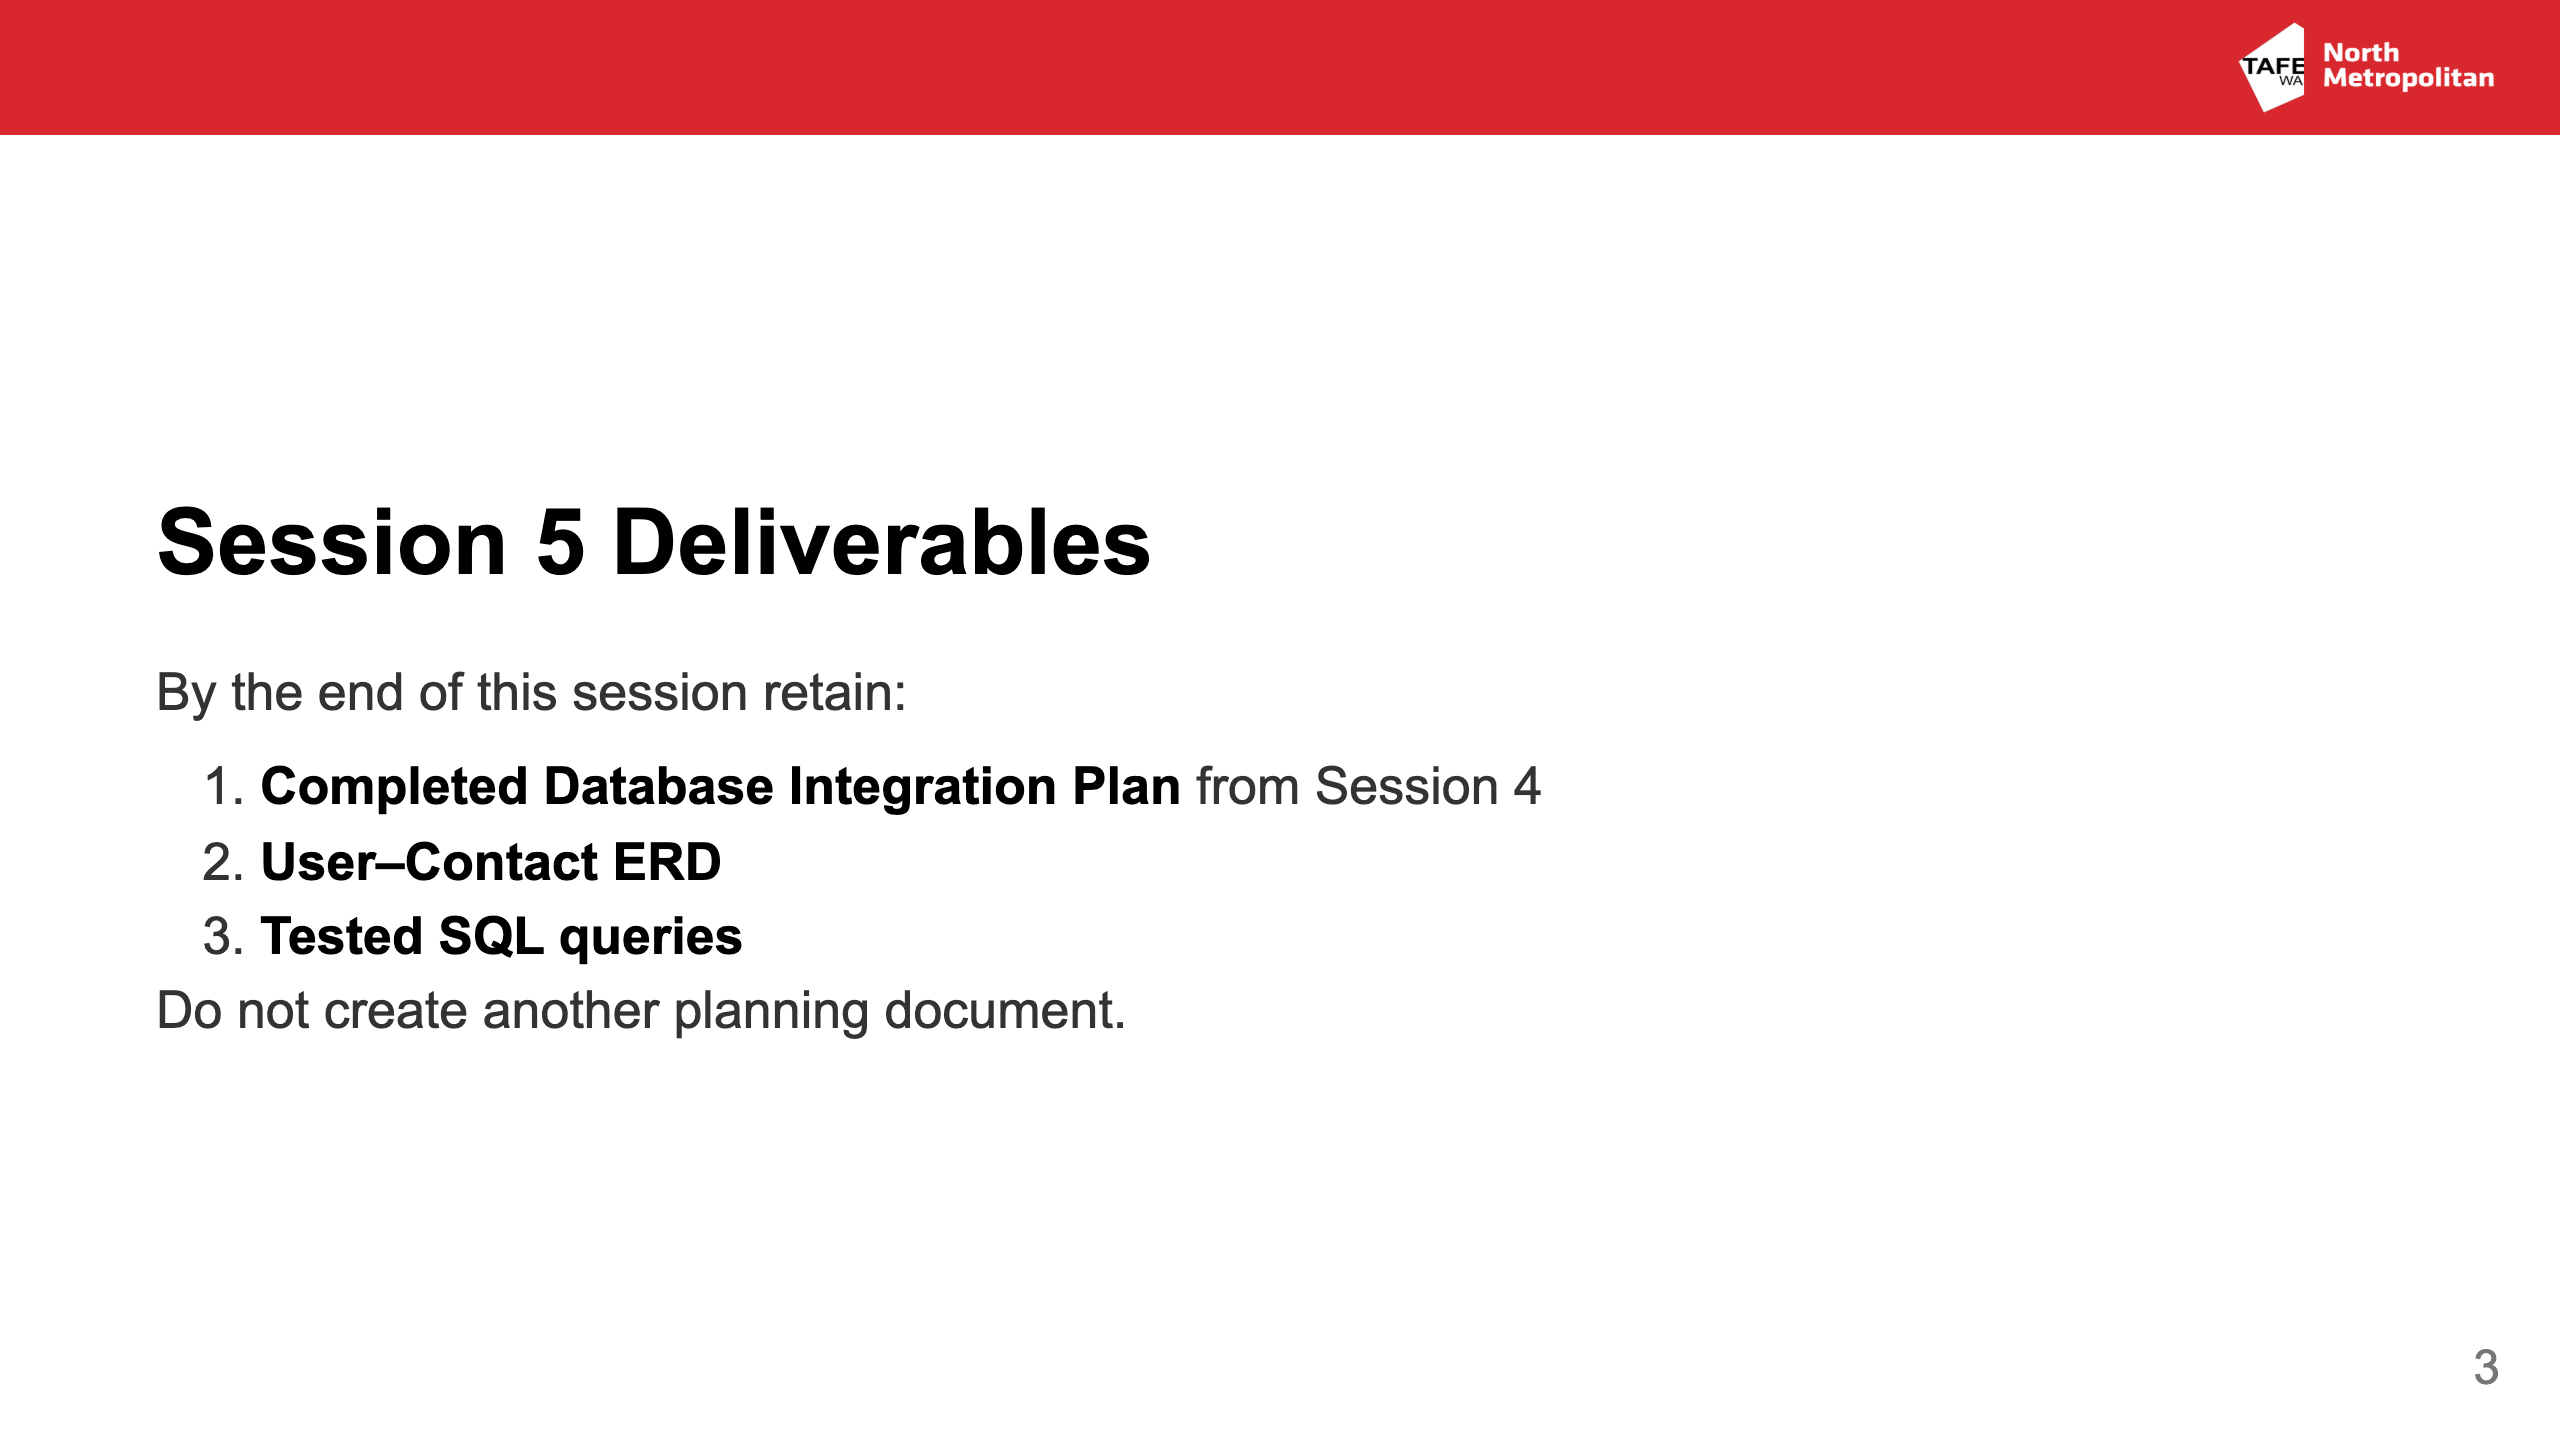 TAFE
WA
North
Metropolitan
Session 5 Deliverables
By the end of this session retain:
1. Completed Database Integration Plan from Session 4
2. User–Contact ERD
3. Tested SQL queries
Do not create another planning document.
3